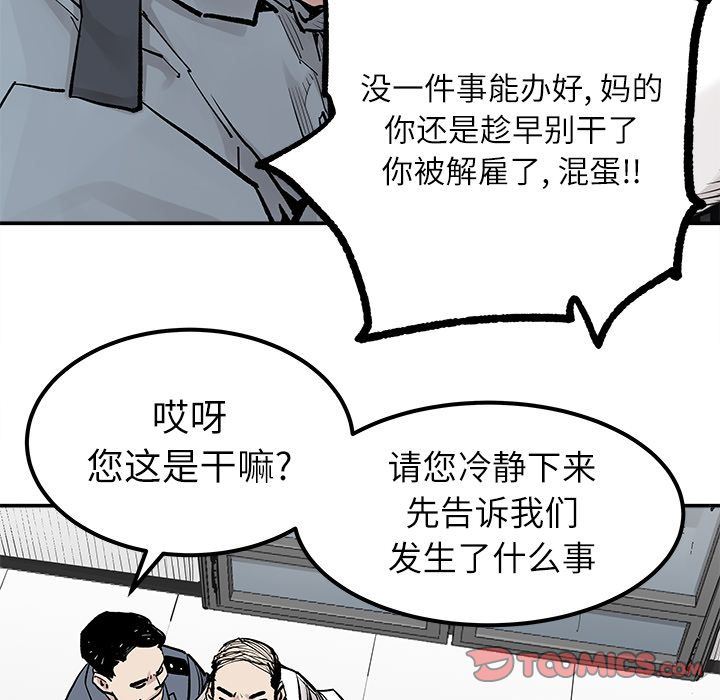 没一件事能办好, 妈的
你还是趁早别干了
你被解雇了, 混蛋!!
哎呀
您这是干嘛?
请您冷静下来
先告诉我们
发生了什么事
TOOMICS.COM